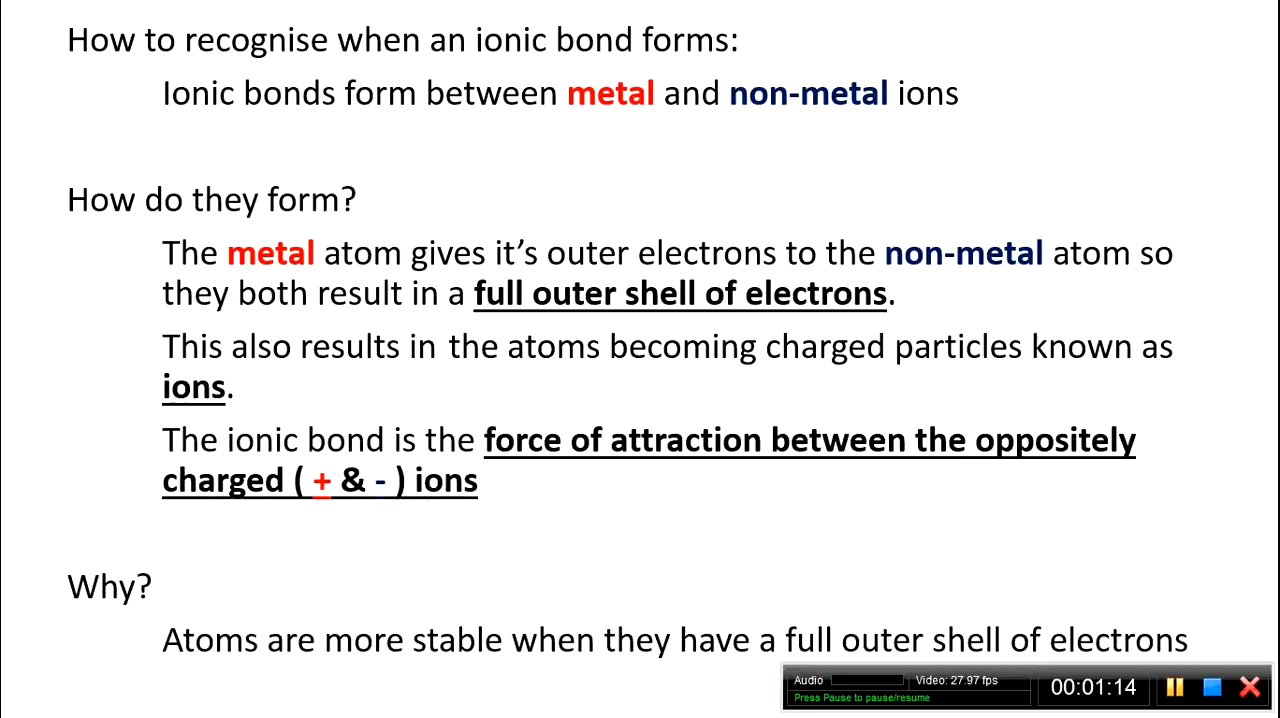 How to recognise when an ionic bond forms:
Ionic bonds form between metal and non-metal ions
How do they form?
The metal atom gives it’s outer electrons to the non-metal atom so
they both result in a full outer shell of electrons.
This also results in the atoms becoming charged particles known as
ions.
The ionic bond is the force of attraction between the oppositely
charged ( + & - ) ions
Why?
Atoms are more stable when they have a full outer shell of electrons
Audio Video: 27.97 fps
Press Pause to pause/resume
00:01:14